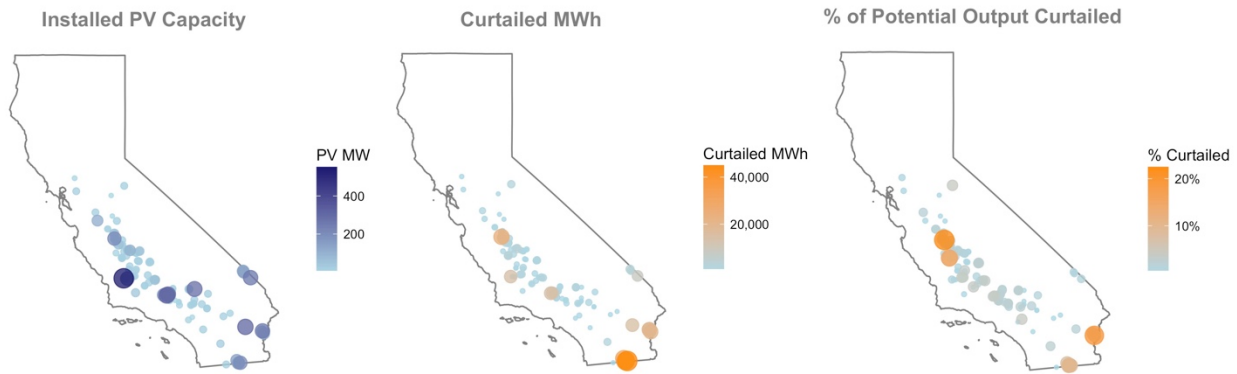 Installed PV Capacity
Curtailed MWh
% of Potential Output Curtailed
PV MW
400
200
Curtailed MWh
40,000
20,000
% Curtailed
20%
10%